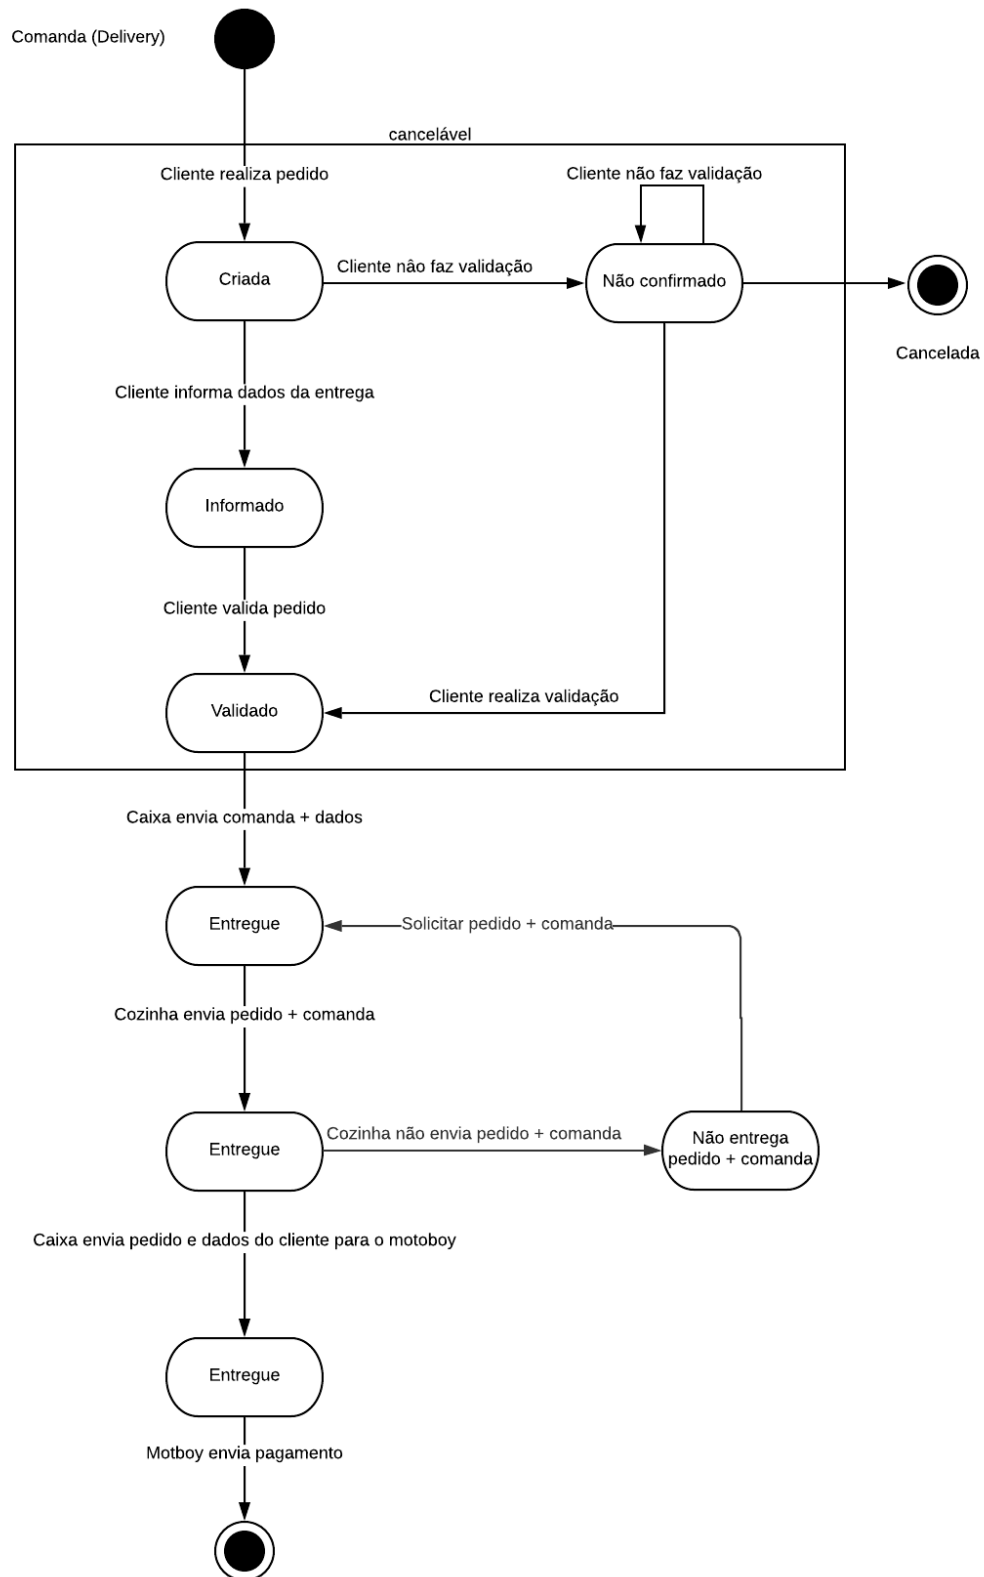 Comanda (Delivery)
cancelável
Cliente realiza pedido
Cliente não faz validação
Criada
Cliente nâo faz validação
Não confirmado
Cancelada
Cliente informa dados da entrega
Informado
Cliente valida pedido
Validado
Cliente realiza validação
Caixa envia comanda + dados
Entregue
Solicitar pedido + comanda
Cozinha envia pedido + comanda
Entregue
Cozinha não envia pedido + comanda
Não entrega
pedido + comanda
Caixa envia pedido e dados do cliente para o motoboy
Entregue
Motboy envia pagamento